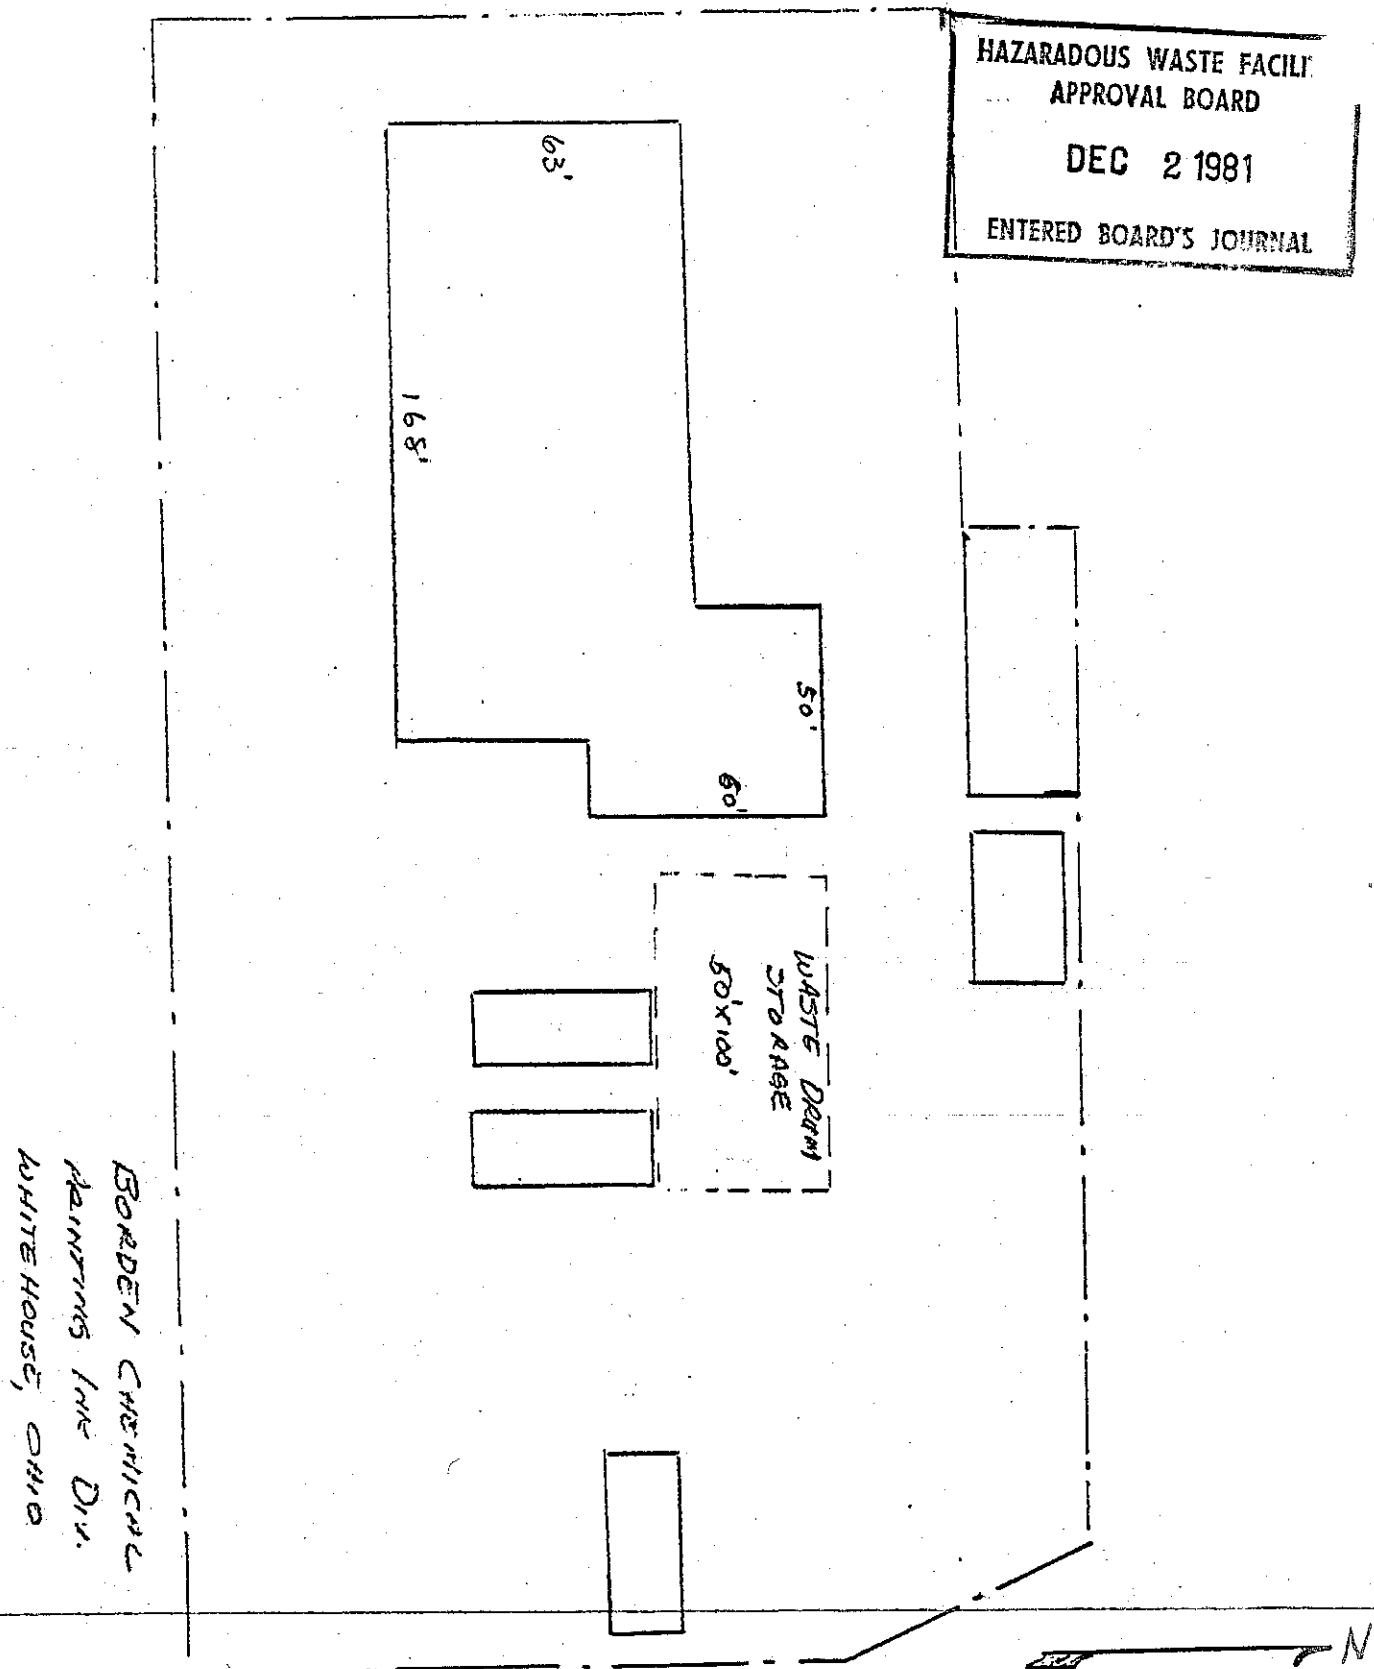 HAZARADOUS WASTE FACILI
APPROVAL BOARD
DEC 2 1981
ENTERED BOARD'S JOURNAL
63'
168'
50'
60'
WASTE DRUM
STORAGE
50'x100'
BORDEN CHEMICAL
PRINTING INK DIV.
WHITEHOUSE, OHIO
N